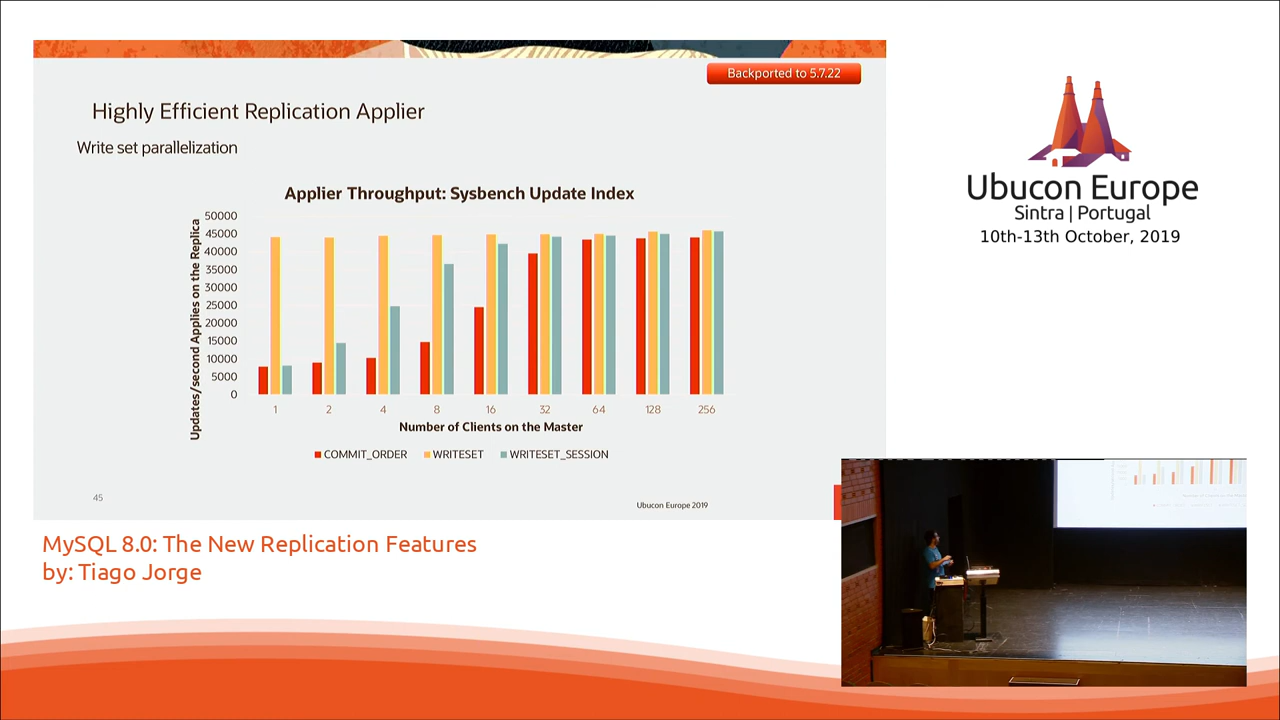 Backported to 5.7.22
Highly Efficient Replication Applier
Write set parallelization
Applier Throughput: Sysbench Update Index
Updates/second Applies on the Replica
50000
45000
40000
35000
30000
25000
20000
15000
10000
5000
0
1 2 4 8 16 32 64 128 256
Number of Clients on the Master
COMMIT_ORDER WRITESET WRITESET_SESSION
45
Ubucon Europe 2019
Ubucon Europe
Sintra | Portugal
10th-13th October, 2019
MySQL 8.0: The New Replication Features
by: Tiago Jorge